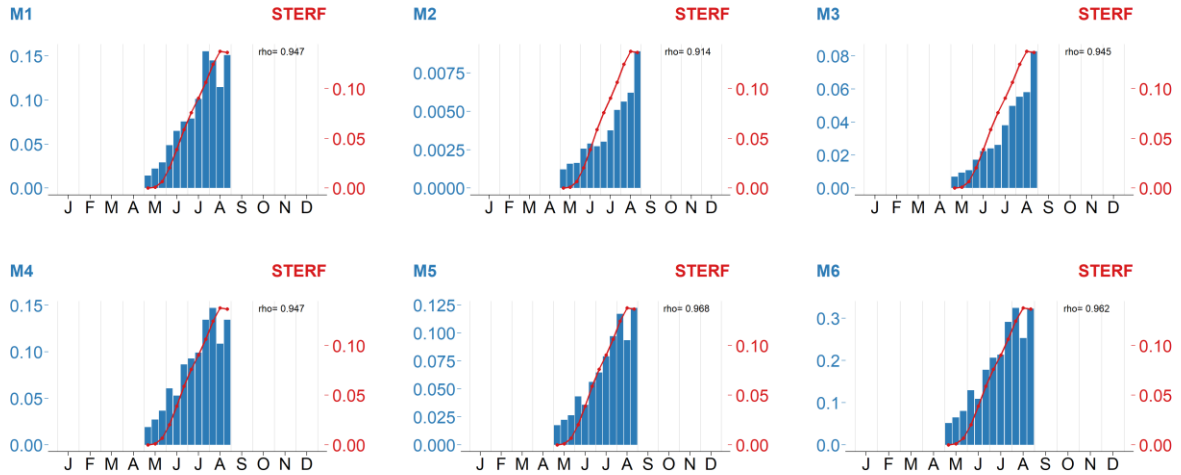 M1 STERF
rho= 0.947
0.15
0.10
0.05
0.00
0.10
0.05
0.00
J F M A M J J A S O N D
M2 STERF
rho= 0.914
0.0075
0.0050
0.0025
0.0000
0.10
0.05
0.00
J F M A M J J A S O N D
M3 STERF
rho= 0.945
0.08
0.06
0.04
0.02
0.00
0.10
0.05
0.00
J F M A M J J A S O N D
M4 STERF
rho= 0.947
0.15
0.10
0.05
0.00
0.10
0.05
0.00
J F M A M J J A S O N D
M5 STERF
rho= 0.968
0.125
0.100
0.075
0.050
0.025
0.000
0.10
0.05
0.00
J F M A M J J A S O N D
M6 STERF
rho= 0.962
0.3
0.2
0.1
0.0
0.10
0.05
0.00
J F M A M J J A S O N D